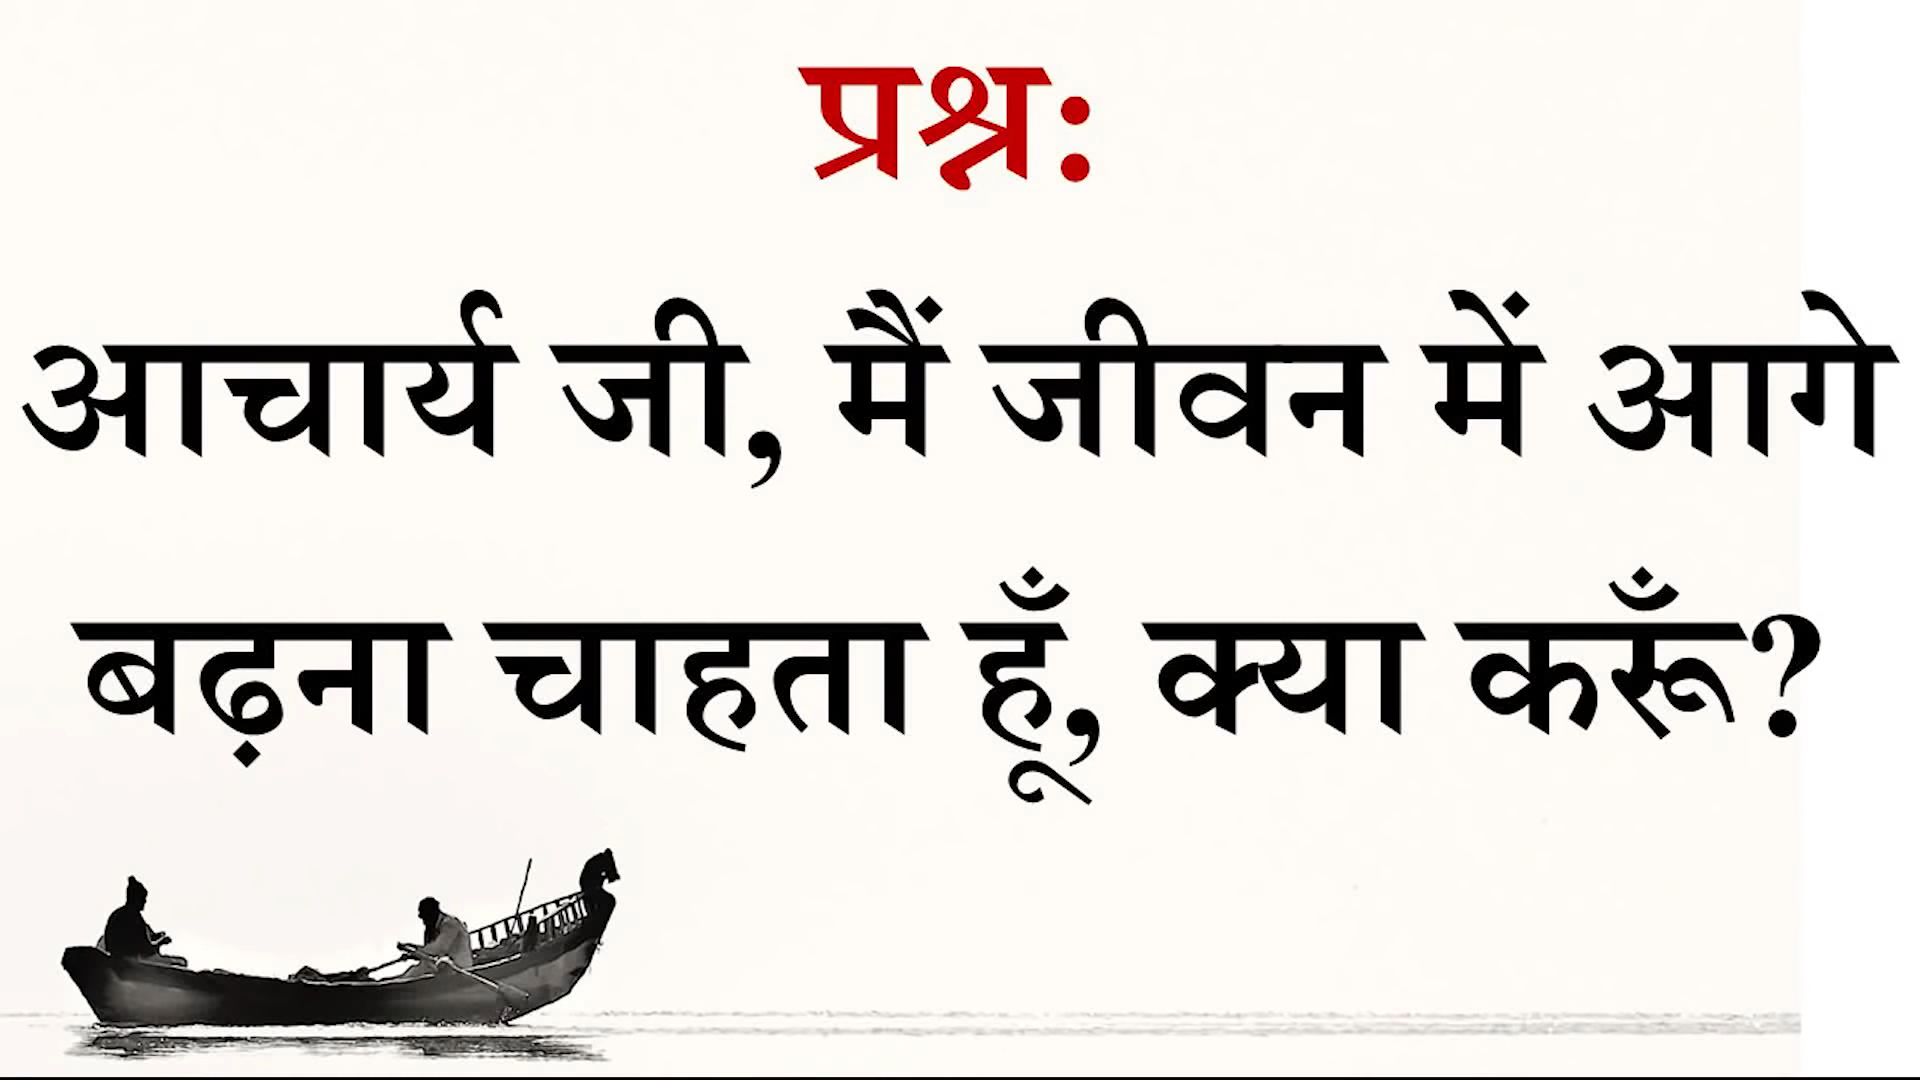 प्रश्न:
आचार्य जी, मैं जीवन में आगे
बढ़ना चाहता हूँ, क्या करूँ?